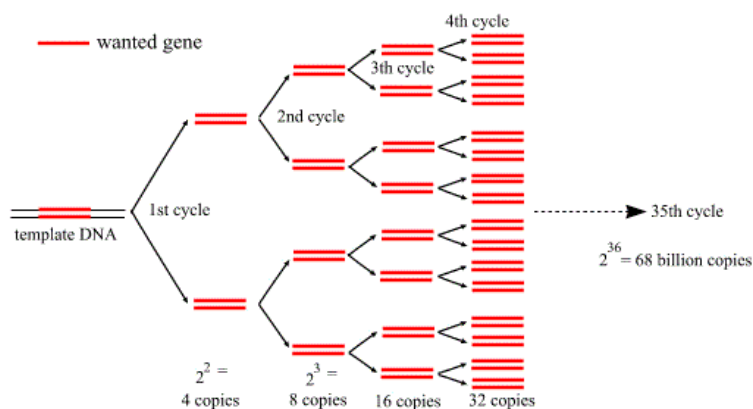 4th cycle
wanted gene
3th cycle
2nd cycle
1st cycle
35th cycle
template DNA
2^36 = 68 billion copies
2^2 =
4 copies
2^3 =
8 copies
16 copies
32 copies